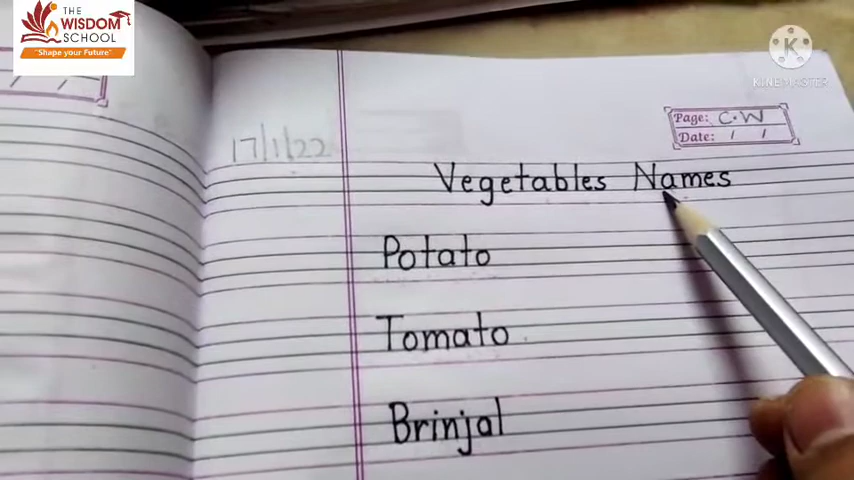 THE
WISDOM
SCHOOL
"Shape your Future"
K
KINEMASTER
Page: C.W
Date: / /
17/1/22
Vegetables Names
Potato
Tomato
Brinjal